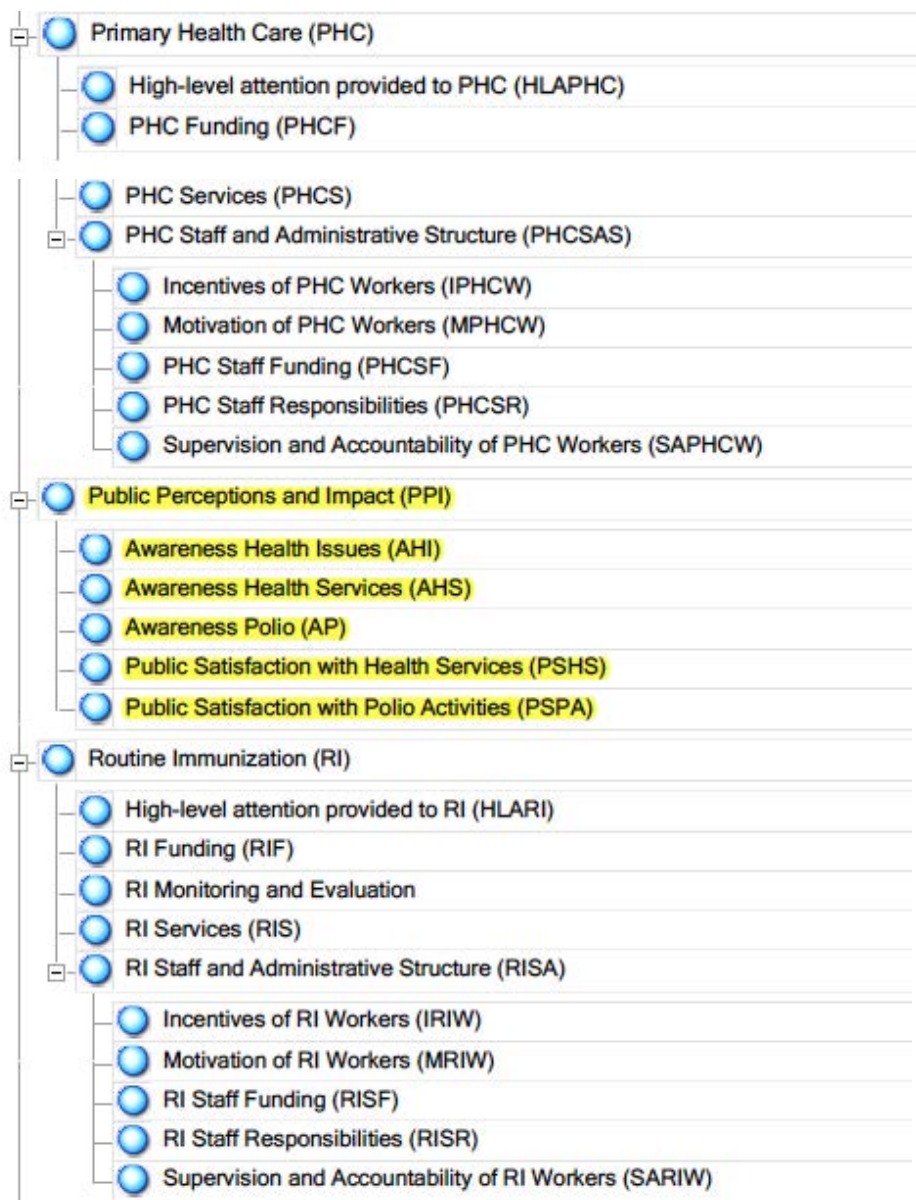 Primary Health Care (PHC)
High-level attention provided to PHC (HLAPHC)
PHC Funding (PHCF)
PHC Services (PHCS)
PHC Staff and Administrative Structure (PHCSAS)
Incentives of PHC Workers (IPHCW)
Motivation of PHC Workers (MPHCW)
PHC Staff Funding (PHCSF)
PHC Staff Responsibilities (PHCSR)
Supervision and Accountability of PHC Workers (SAPHCW)
Public Perceptions and Impact (PPI)
Awareness Health Issues (AHI)
Awareness Health Services (AHS)
Awareness Polio (AP)
Public Satisfaction with Health Services (PSHS)
Public Satisfaction with Polio Activities (PSPA)
Routine Immunization (RI)
High-level attention provided to RI (HLARI)
RI Funding (RIF)
RI Monitoring and Evaluation
RI Services (RIS)
RI Staff and Administrative Structure (RISA)
Incentives of RI Workers (IRIW)
Motivation of RI Workers (MRIW)
RI Staff Funding (RISF)
RI Staff Responsibilities (RISR)
Supervision and Accountability of RI Workers (SARIW)